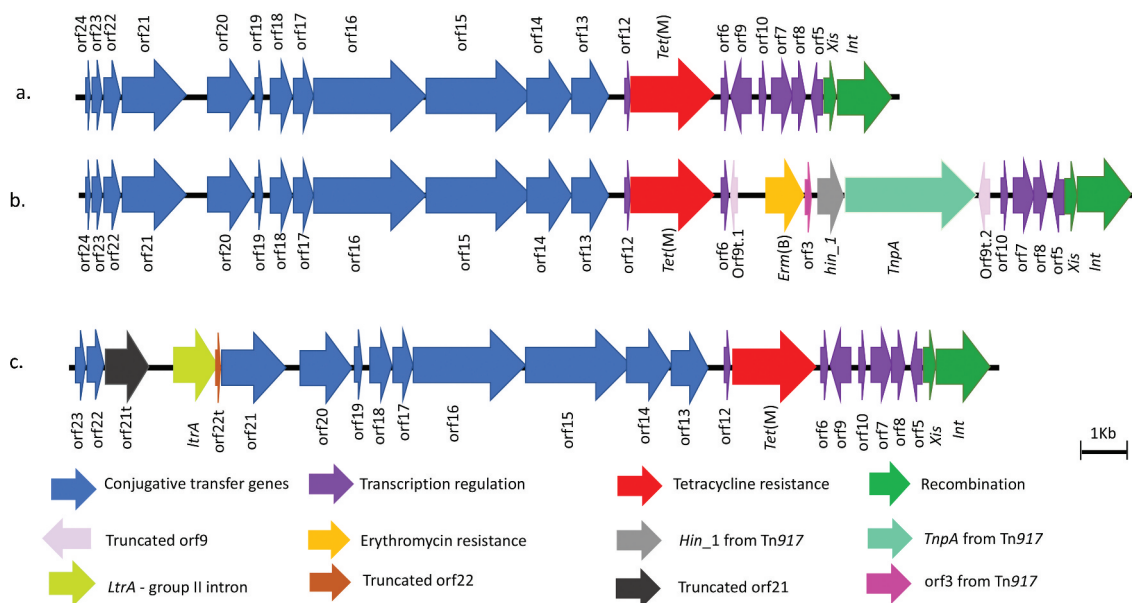 orf24 orf23 orf22 orf21 orf20 orf19 orf18 orf17 orf16 orf15 orf14 orf13 orf12 Tet(M) orf6 orf9 orf10 orf7 orf8 orf5 Xis Int
a.
b.
orf24 orf23 orf22 orf21 orf20 orf19 orf18 orf17 orf16 orf15 orf14 orf13 orf12 Tet(M) orf6 Orf9t.1 Erm(B) orf3 hin_1 TnpA Orf9t.2 orf10 orf7 orf8 orf5 Xis Int
c.
orf23 orf22 orf21t ltrA orf22t orf21 orf20 orf19 orf18 orf17 orf16 orf15 orf14 orf13 orf12 Tet(M) orf6 orf9 orf10 orf7 orf8 orf5 Xis Int
1Kb
Conjugative transfer genes Transcription regulation Tetracycline resistance Recombination
Truncated orf9 Erythromycin resistance Hin_1 from Tn917 TnpA from Tn917
LtrA - group II intron Truncated orf22 Truncated orf21 orf3 from Tn917